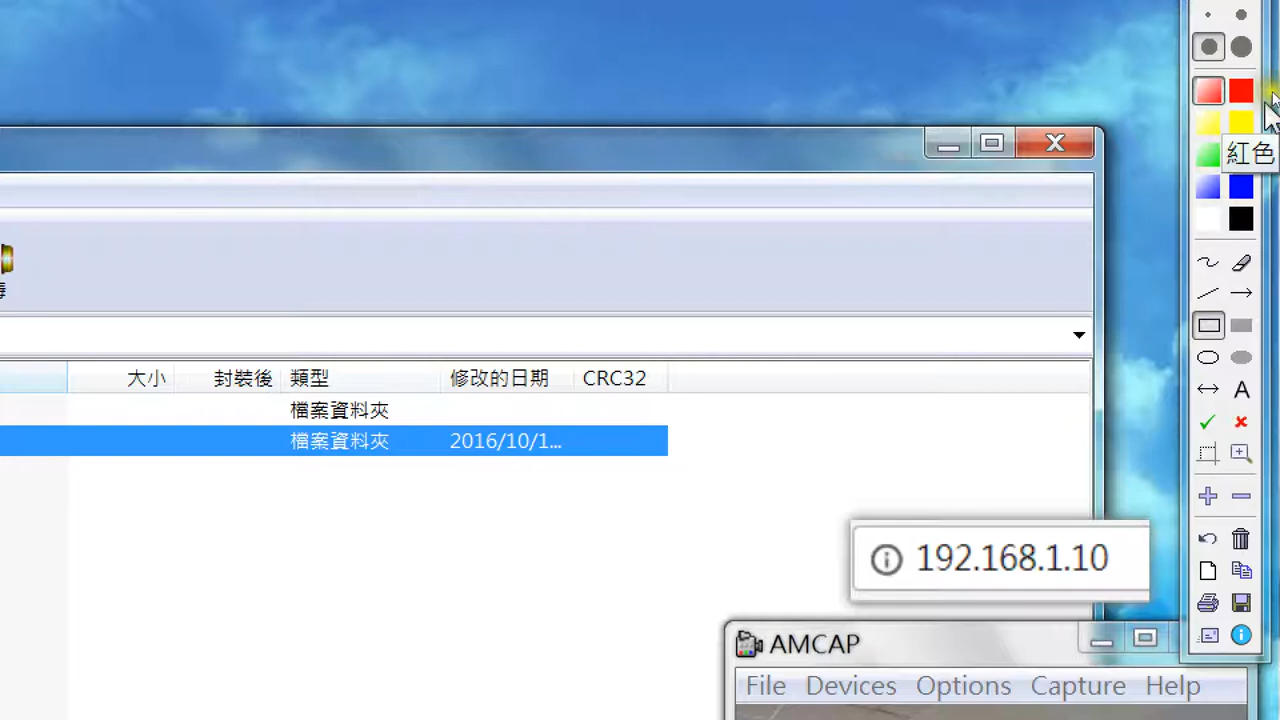 紅色
大小 封裝後 類型 修改的日期 CRC32
檔案資料夾
檔案資料夾 2016/10/1...
192.168.1.10
AMCAP
File Devices Options Capture Help